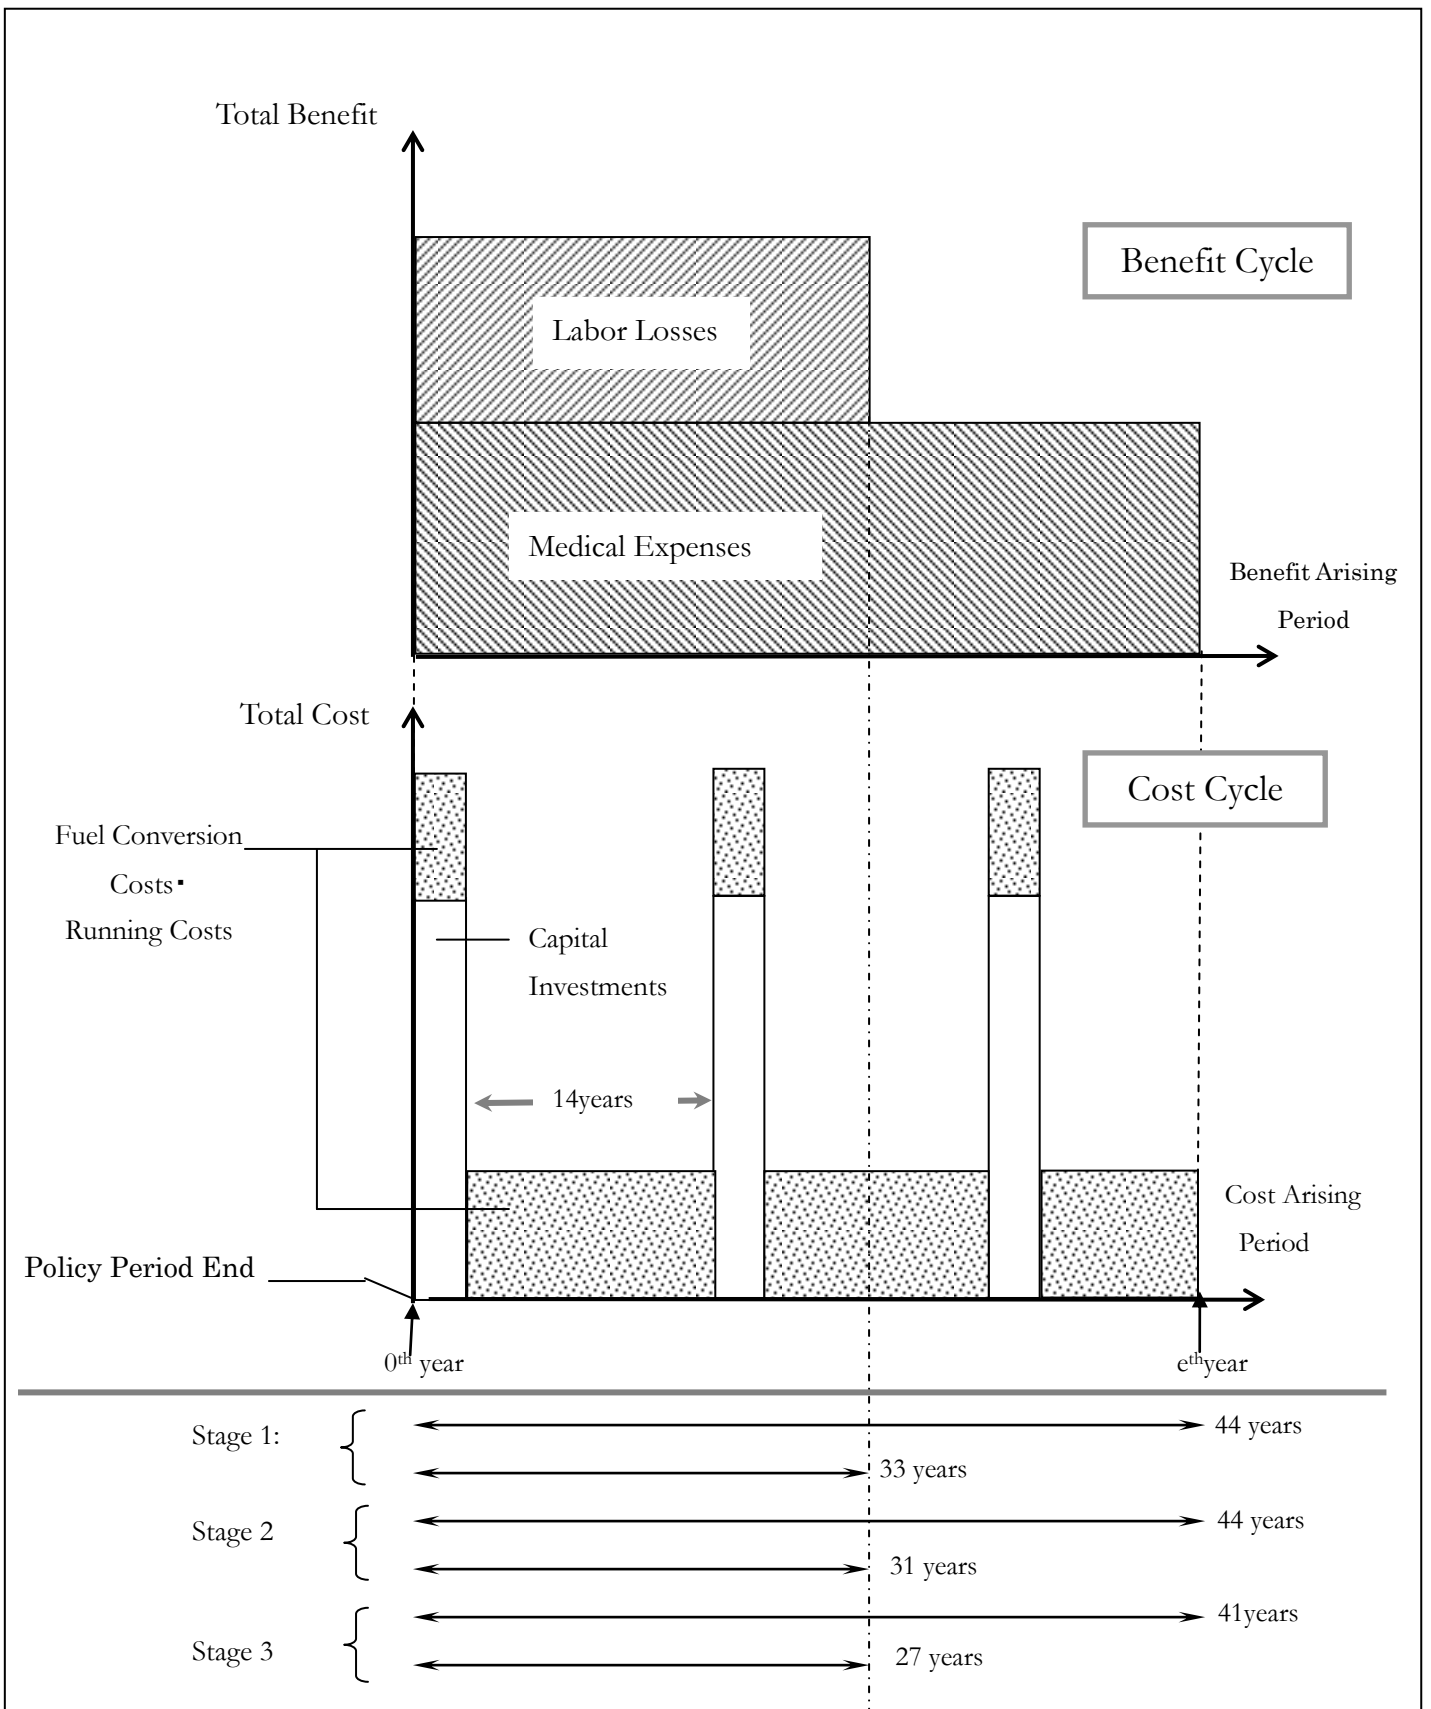 Total Benefit
Benefit Cycle
Labor Losses
Medical Expenses
Benefit Arising
Period
Total Cost
Cost Cycle
Fuel Conversion
Costs▪
Running Costs
Capital
Investments
14years
Cost Arising
Period
Policy Period End
0th year
ethyear
Stage 1:
44 years
33 years
Stage 2
44 years
31 years
Stage 3
41years
27 years